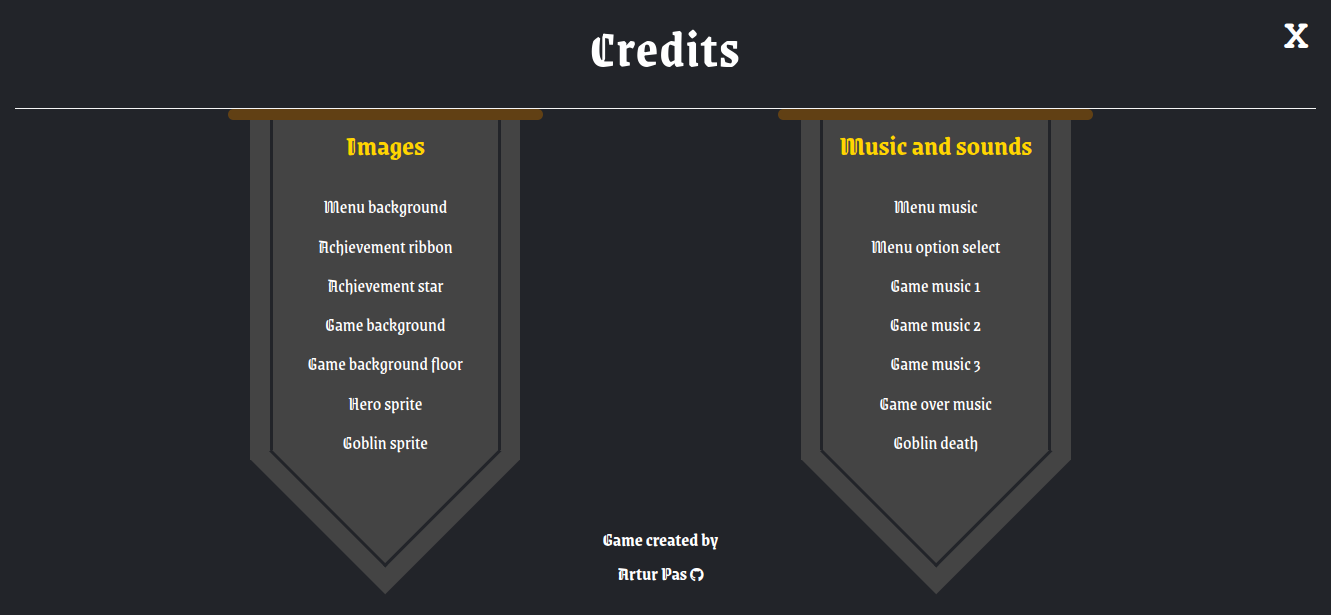 Credits
X
Images
Menu background
Achievement ribbon
Achievement star
Game background
Game background floor
Hero sprite
Goblin sprite
Music and sounds
Menu music
Menu option select
Game music 1
Game music 2
Game music 3
Game over music
Goblin death
Game created by
Artur Pas